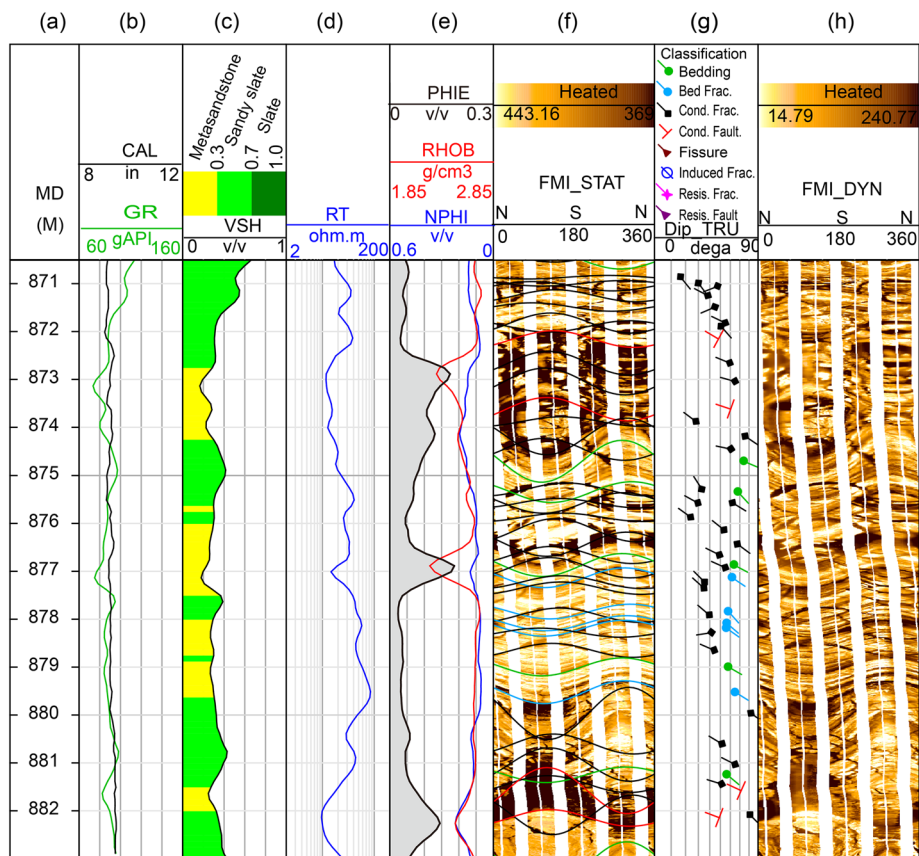 (a) (b) (c) (d) (e) (f) (g) (h)
MD
(M)
CAL
8 in 12
GR
60 gAPI 160
Metasandstone
0.3
Sandy slate
0.7
Slate
1.0
VSH
0 v/v 1
RT
ohm.m
2 200
PHIE
0 v/v 0.3
RHOB
g/cm3
1.85 2.85
NPHI
v/v
0.6 0
Heated
443.16 369
FMI_STAT
N S N
0 180 360
Classification
Bedding
Bed Frac.
Cond. Frac.
Cond. Fault.
Fissure
Induced Frac.
Resis. Frac.
Resis. Fault
Dip_TRU
0 dega 90
Heated
14.79 240.77
FMI_DYN
N S N
0 180 360
871
872
873
874
875
876
877
878
879
880
881
882